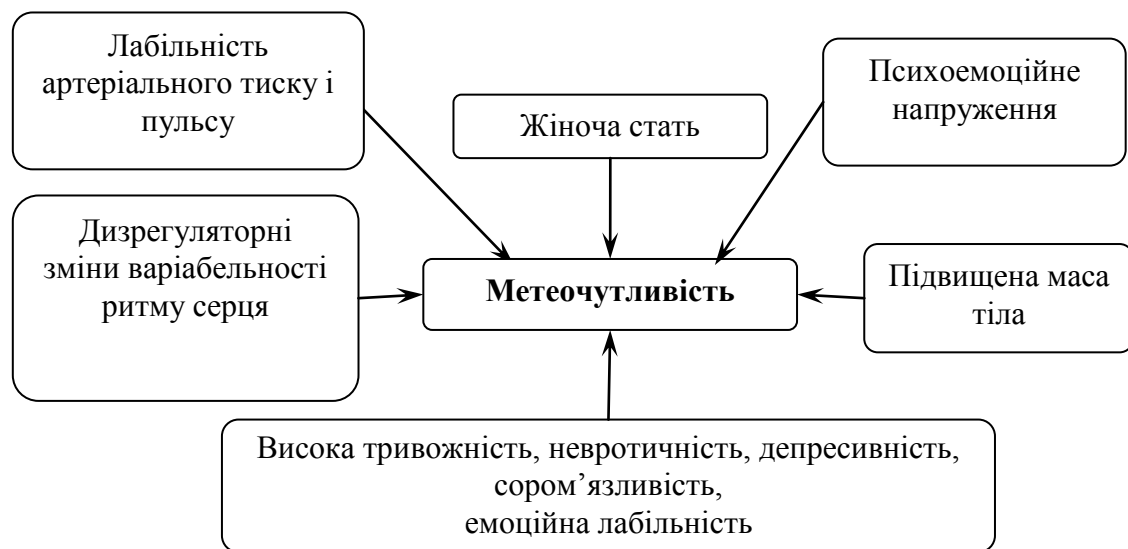 Лабільність
артеріального тиску і
пульсу
Жіноча стать
Психоемоційне
напруження
Дизрегуляторні
зміни варіабельності
ритму серця
Метеочутливість
Підвищена маса
тіла
Висока тривожність, невротичність, депресивність,
сором’язливість,
емоційна лабільність